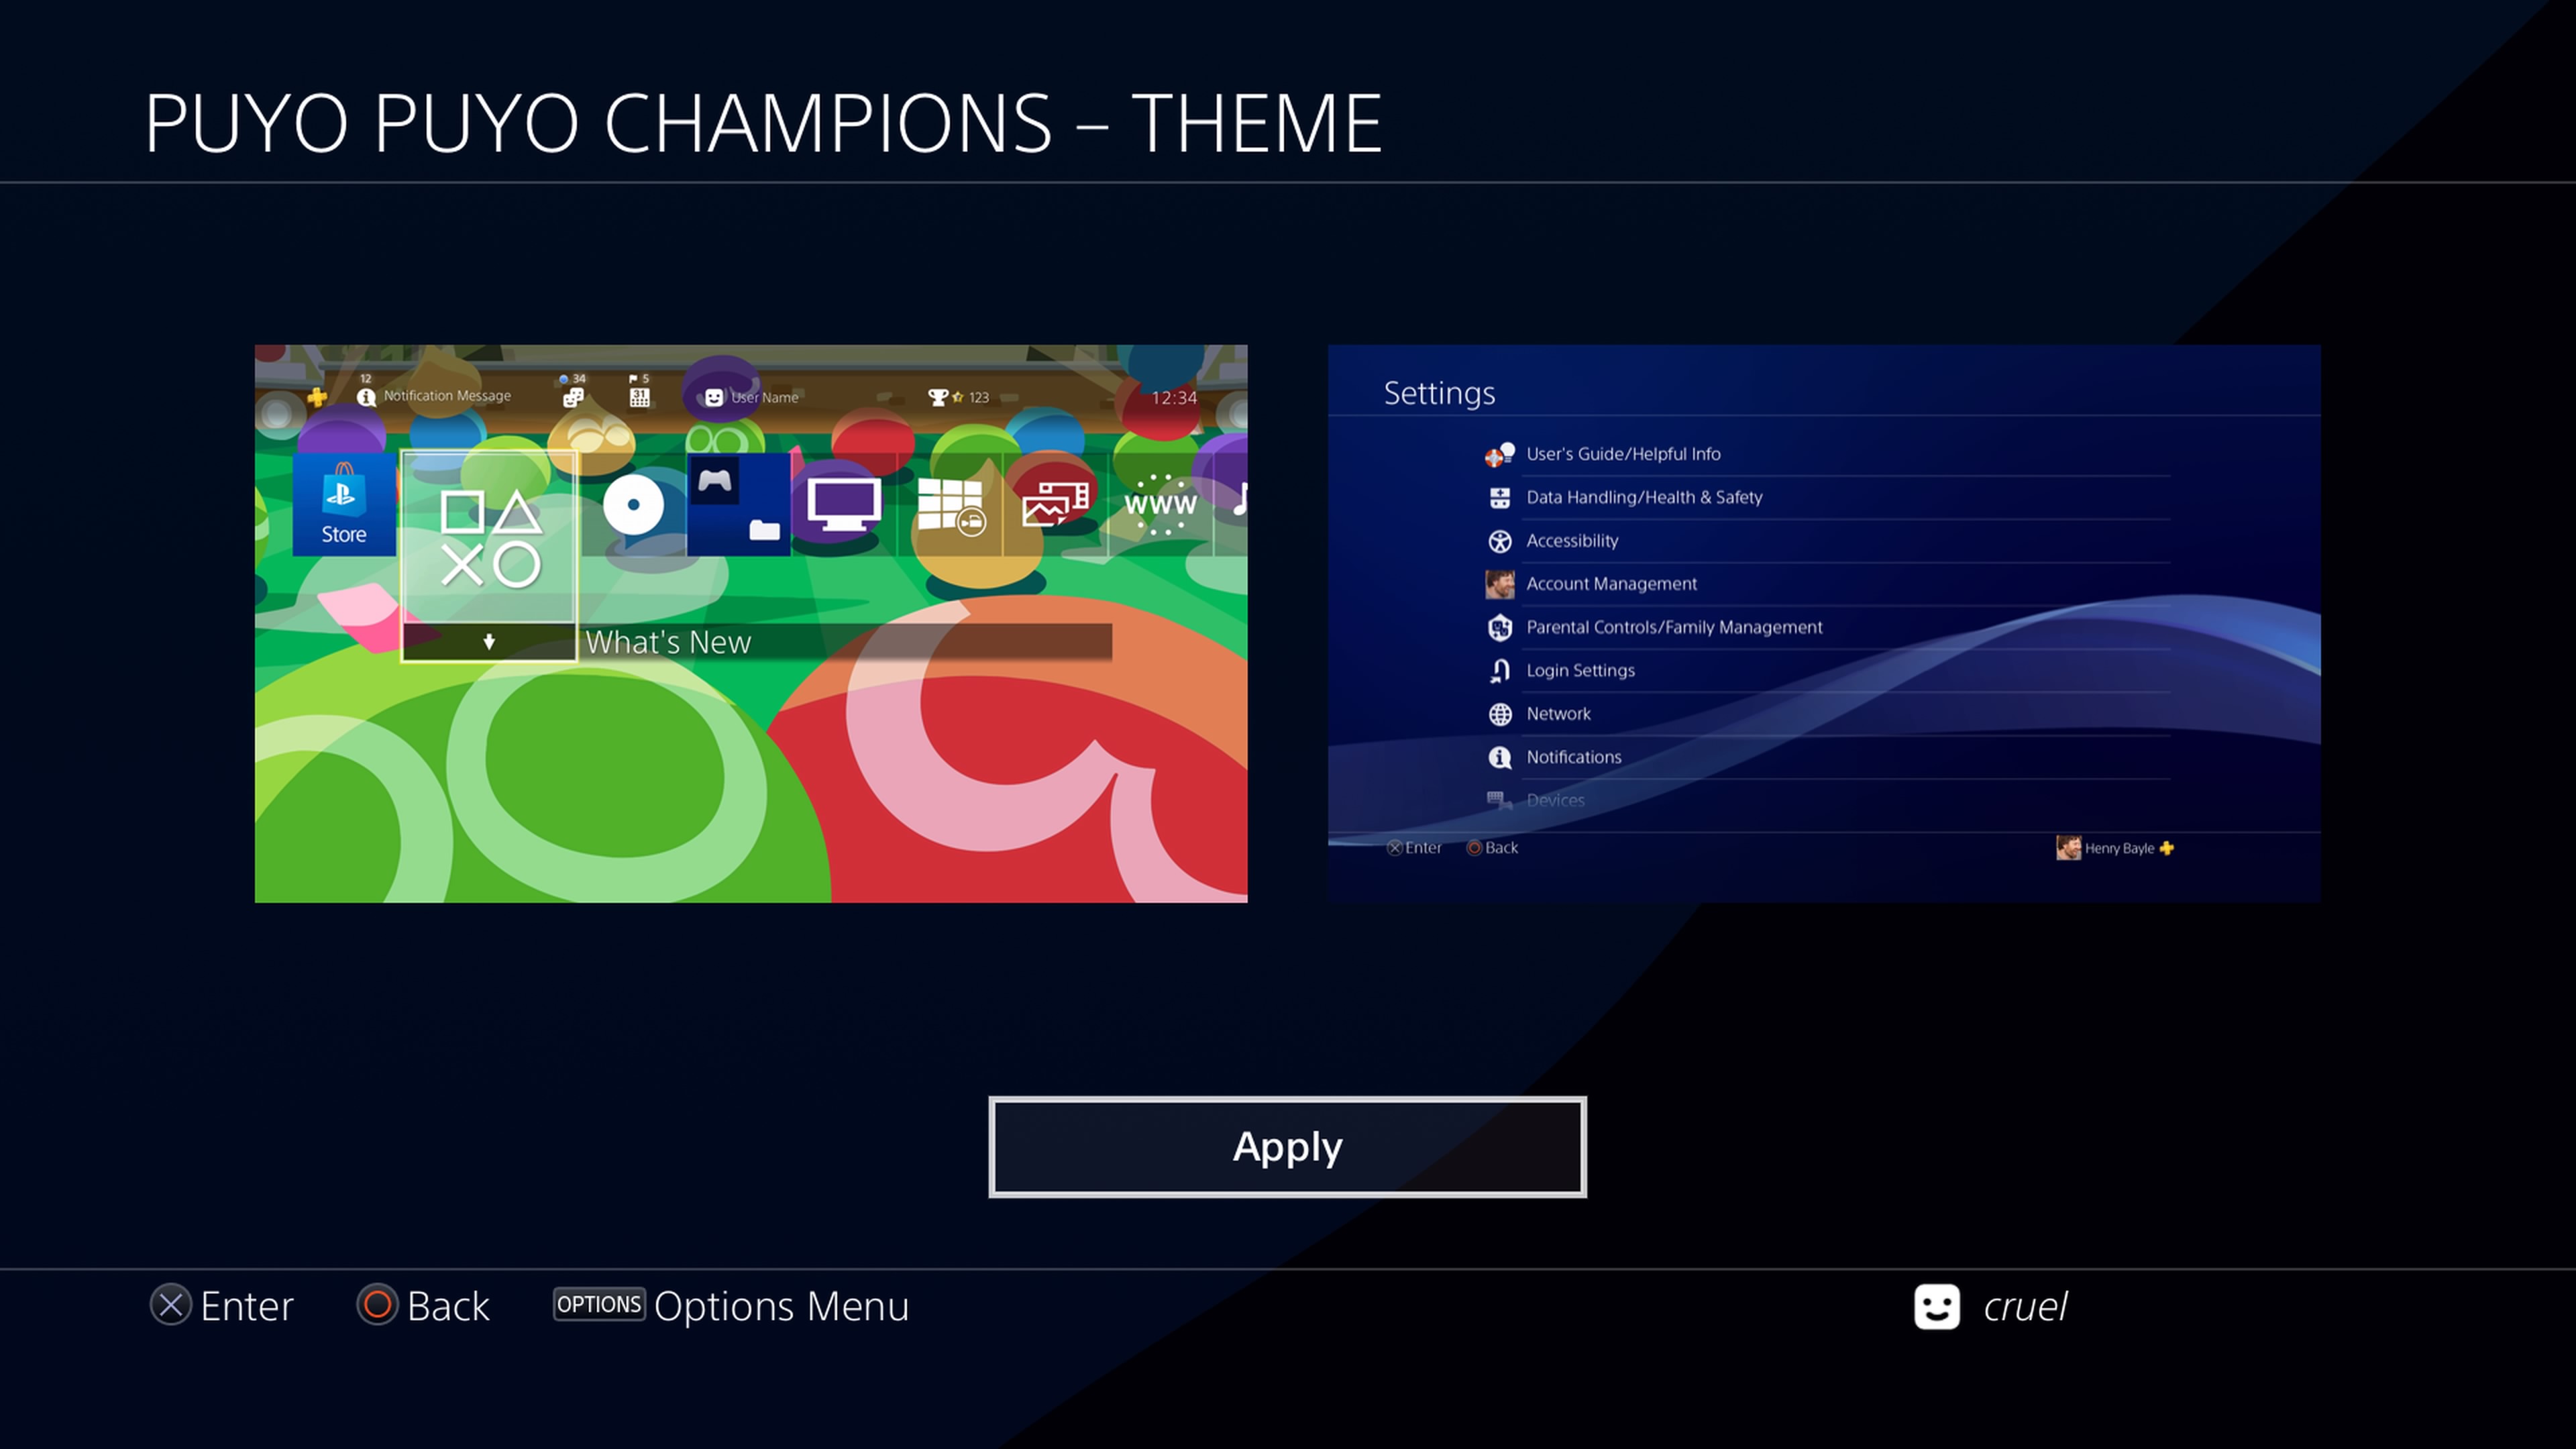 PUYO PUYO CHAMPIONS – THEME
12
34
5
Notification Message
31
User Name
123
12:34
Store
WWW
What's New
Settings
User's Guide/Helpful Info
Data Handling/Health & Safety
Accessibility
Account Management
Parental Controls/Family Management
Login Settings
Network
Notifications
Devices
Enter
Back
Henry Bayle
Apply
Enter
Back
OPTIONS Options Menu
cruel